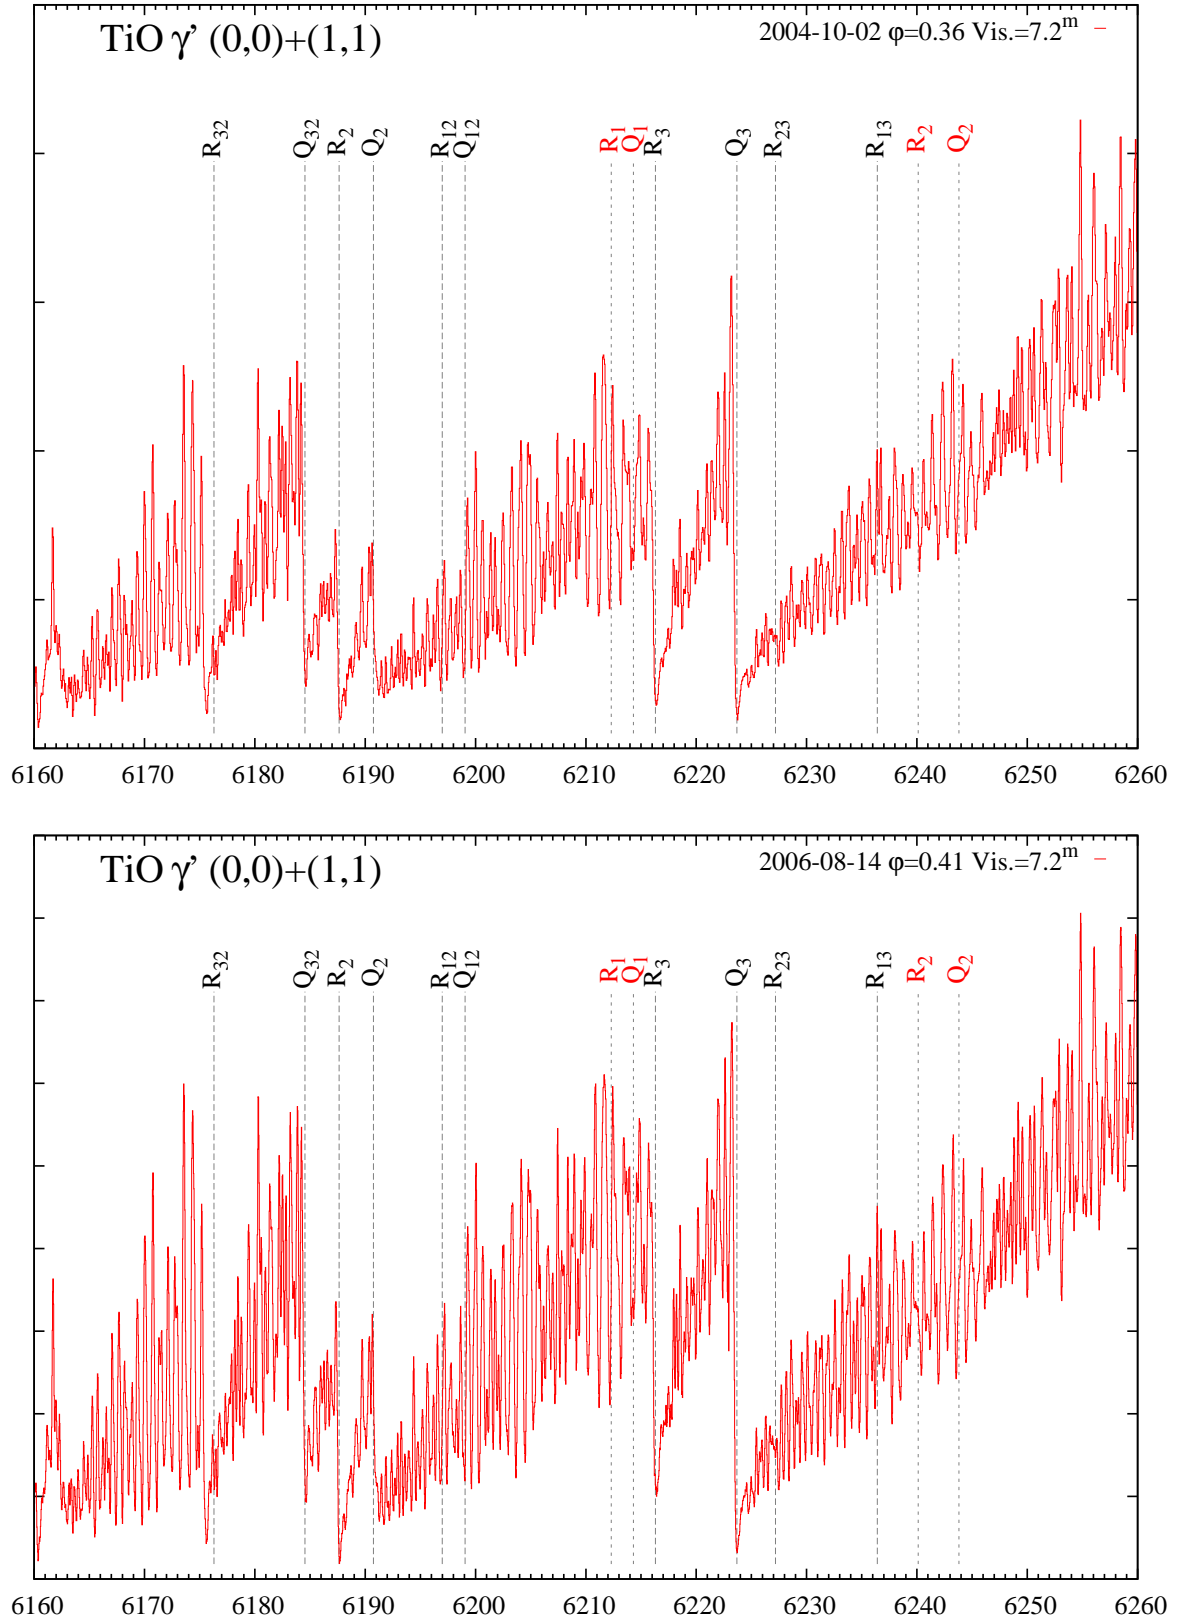 TiO γ’ (0,0)+(1,1)
2004-10-02 φ=0.36 Vis.=7.2ᵐ
R₃₂ Q₃₂ R₂ Q₂ R₁₂ Q₁₂ R₁ Q₁ R₃ Q₃ R₂₃ R₁₃ R₂ Q₂
6160 6170 6180 6190 6200 6210 6220 6230 6240 6250 6260
TiO γ’ (0,0)+(1,1)
2006-08-14 φ=0.41 Vis.=7.2ᵐ
R₃₂ Q₃₂ R₂ Q₂ R₁₂ Q₁₂ R₁ Q₁ R₃ Q₃ R₂₃ R₁₃ R₂ Q₂
6160 6170 6180 6190 6200 6210 6220 6230 6240 6250 6260